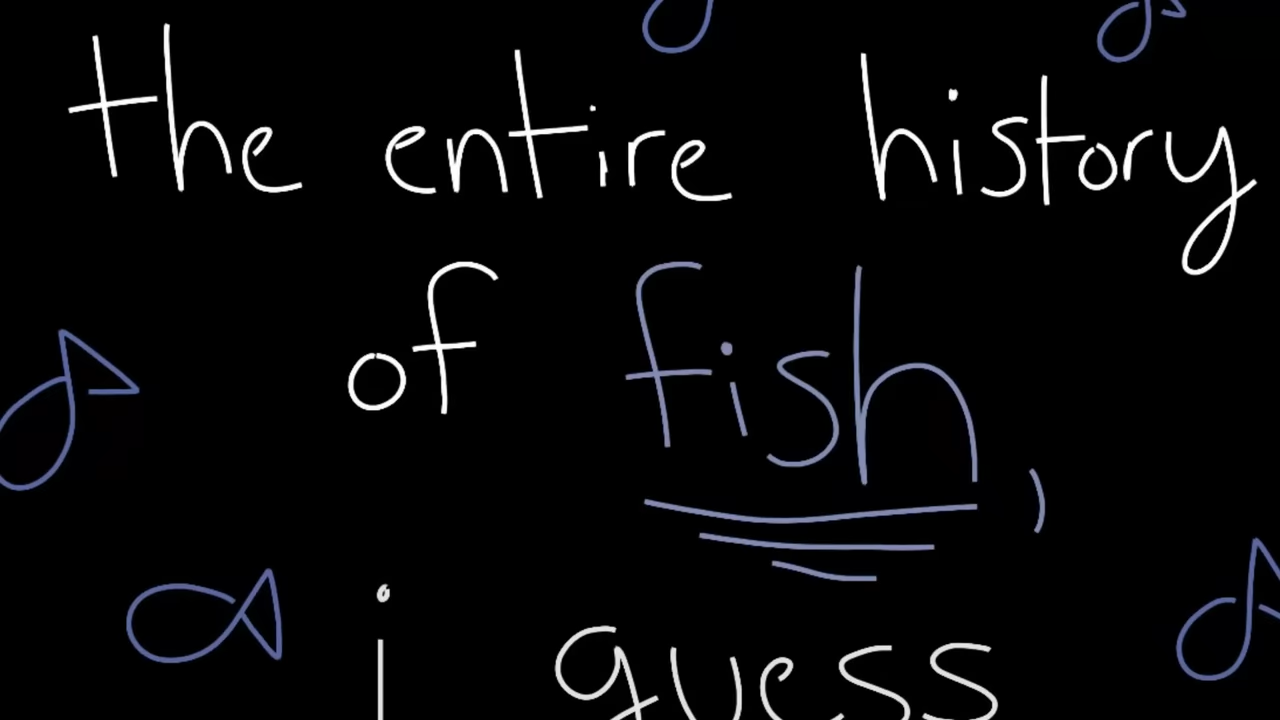 the entire history
of fish,
i guess